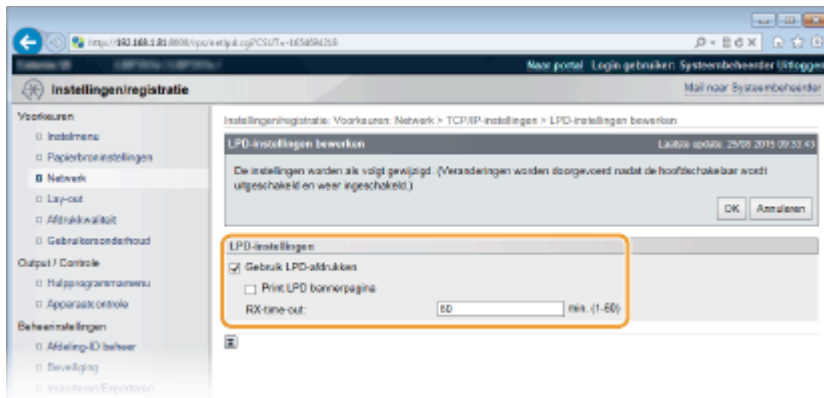 Naar portal Login gebruiker: Systeembeheerder Uitloggen
Instellingen/registratie
Mail naar Systeembeheerder
Voorkeuren
Instelmenu
Papierbroninstellingen
Netwerk
Lay-out
Afdrukkwaliteit
Gebruikersonderhoud
Output / Controle
Hulpprogrammamenu
Apparaatcontrole
Beheerinstellingen
Afdeling-ID beheer
Beveiliging
Importeren/Exporteren
Instellingen/registratie: Voorkeuren: Netwerk > TCP/IP-instellingen > LPD-instellingen bewerken
LPD-instellingen bewerken
Laatste update: 25/08 2015 09:33:43
De instellingen worden als volgt gewijzigd. (Veranderingen worden doorgevoerd nadat de hoofdschakelaar wordt
uitgeschakeld en weer ingeschakeld.)
OK Annuleren
LPD-instellingen
Gebruik LPD-afdrukken
Print LPD bannerpagina
RX-time-out: 60 min. (1-60)